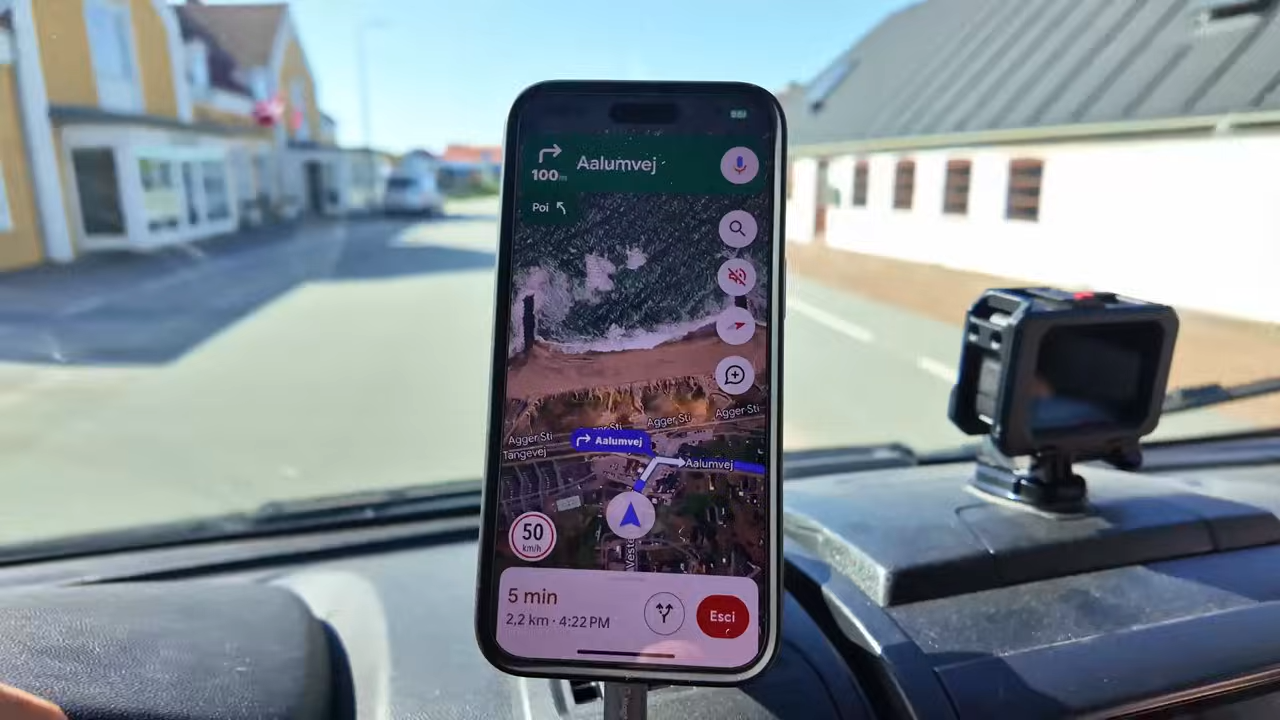 Aalumvej
100 m
Poi
Agger Sti
Agger Sti
Agger Sti
Tangevej
Aalumvej
Aalumvej
50
km/h
5 min
2,2 km · 4:22 PM
Esci